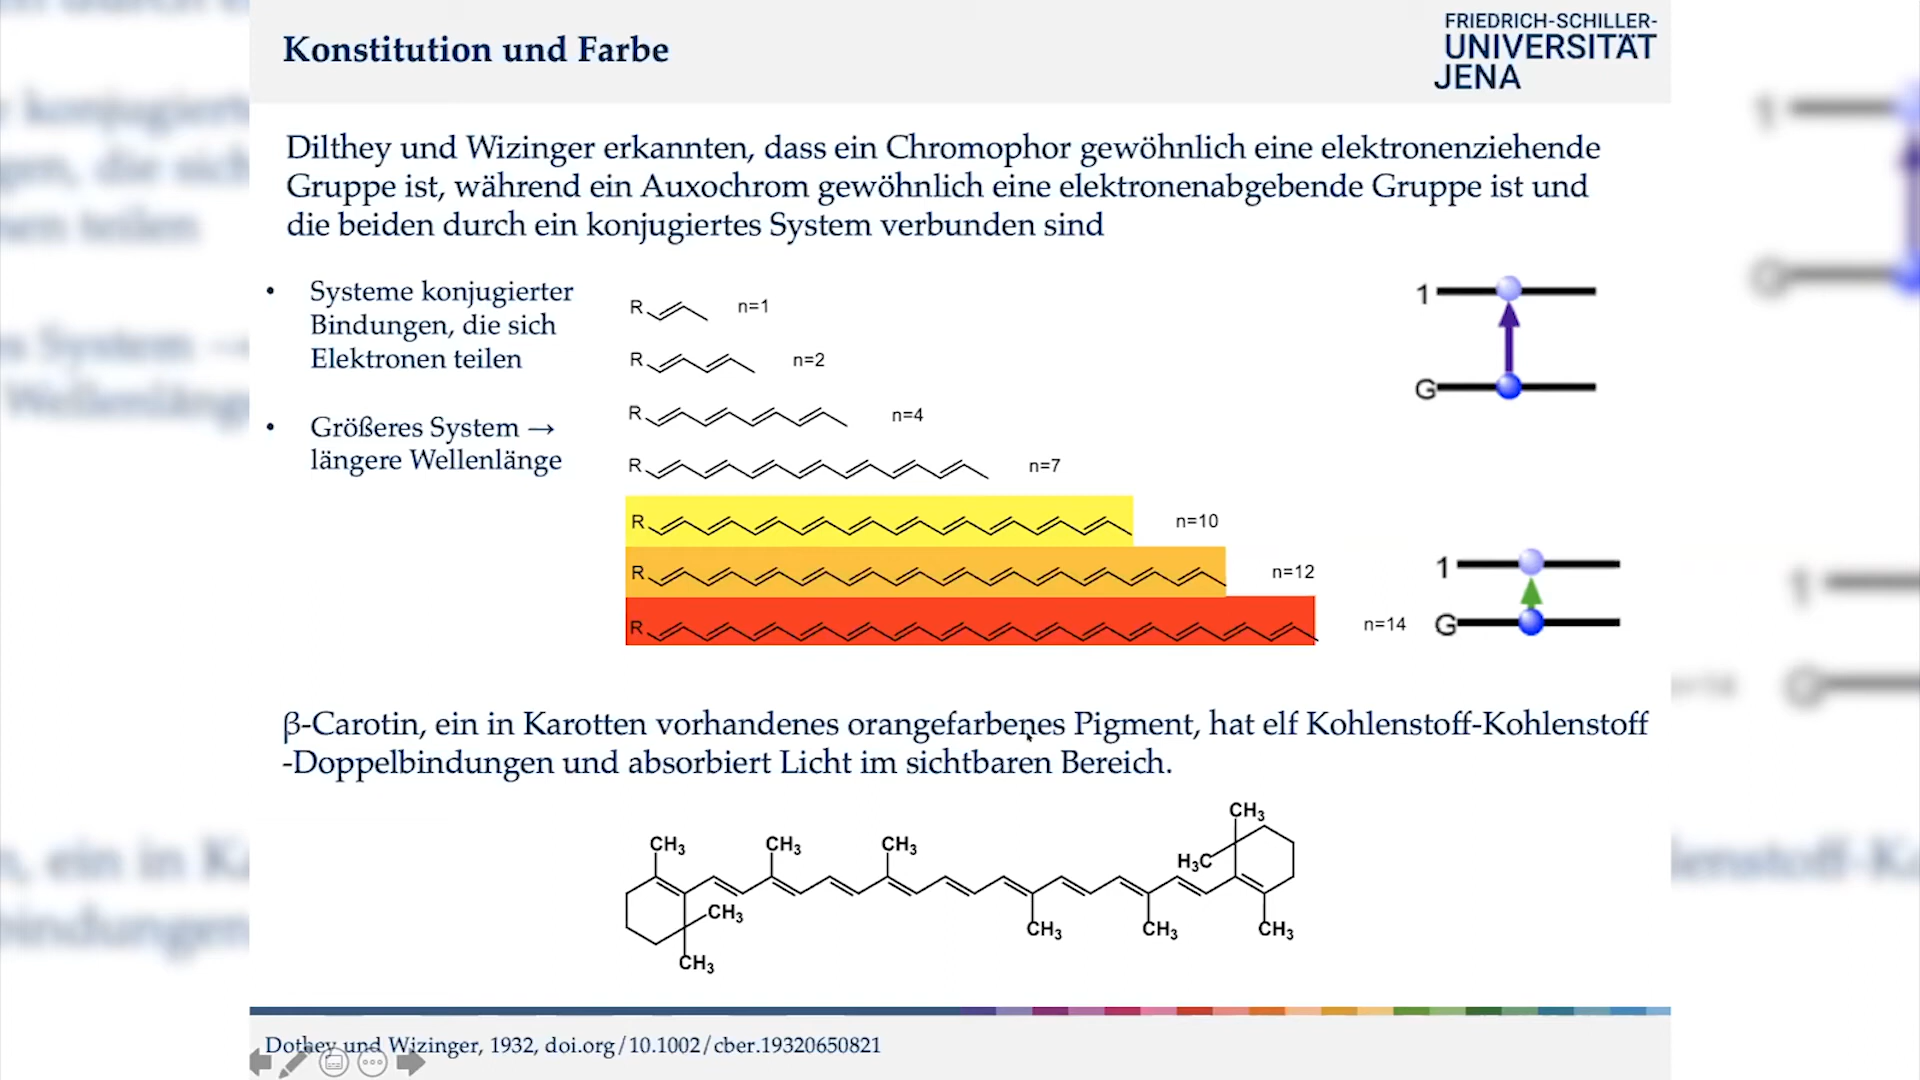 Konstitution und Farbe
FRIEDRICH-SCHILLER-
UNIVERSITÄT
JENA
Dilthey und Wizinger erkannten, dass ein Chromophor gewöhnlich eine elektronenziehende
Gruppe ist, während ein Auxochrom gewöhnlich eine elektronenabgebende Gruppe ist und
die beiden durch ein konjugiertes System verbunden sind
• Systeme konjugierter
Bindungen, die sich
Elektronen teilen
• Größeres System →
längere Wellenlänge
R n=1
R n=2
R n=4
R n=7
R n=10
R n=12
R n=14
1
G
1
G
β-Carotin, ein in Karotten vorhandenes orangefarbenes Pigment, hat elf Kohlenstoff-Kohlenstoff
-Doppelbindungen und absorbiert Licht im sichtbaren Bereich.
CH₃
CH₃ CH₃ CH₃
H₃C
CH₃
CH₃ CH₃ CH₃
CH₃
Dothey und Wizinger, 1932, doi.org/10.1002/cber.19320650821